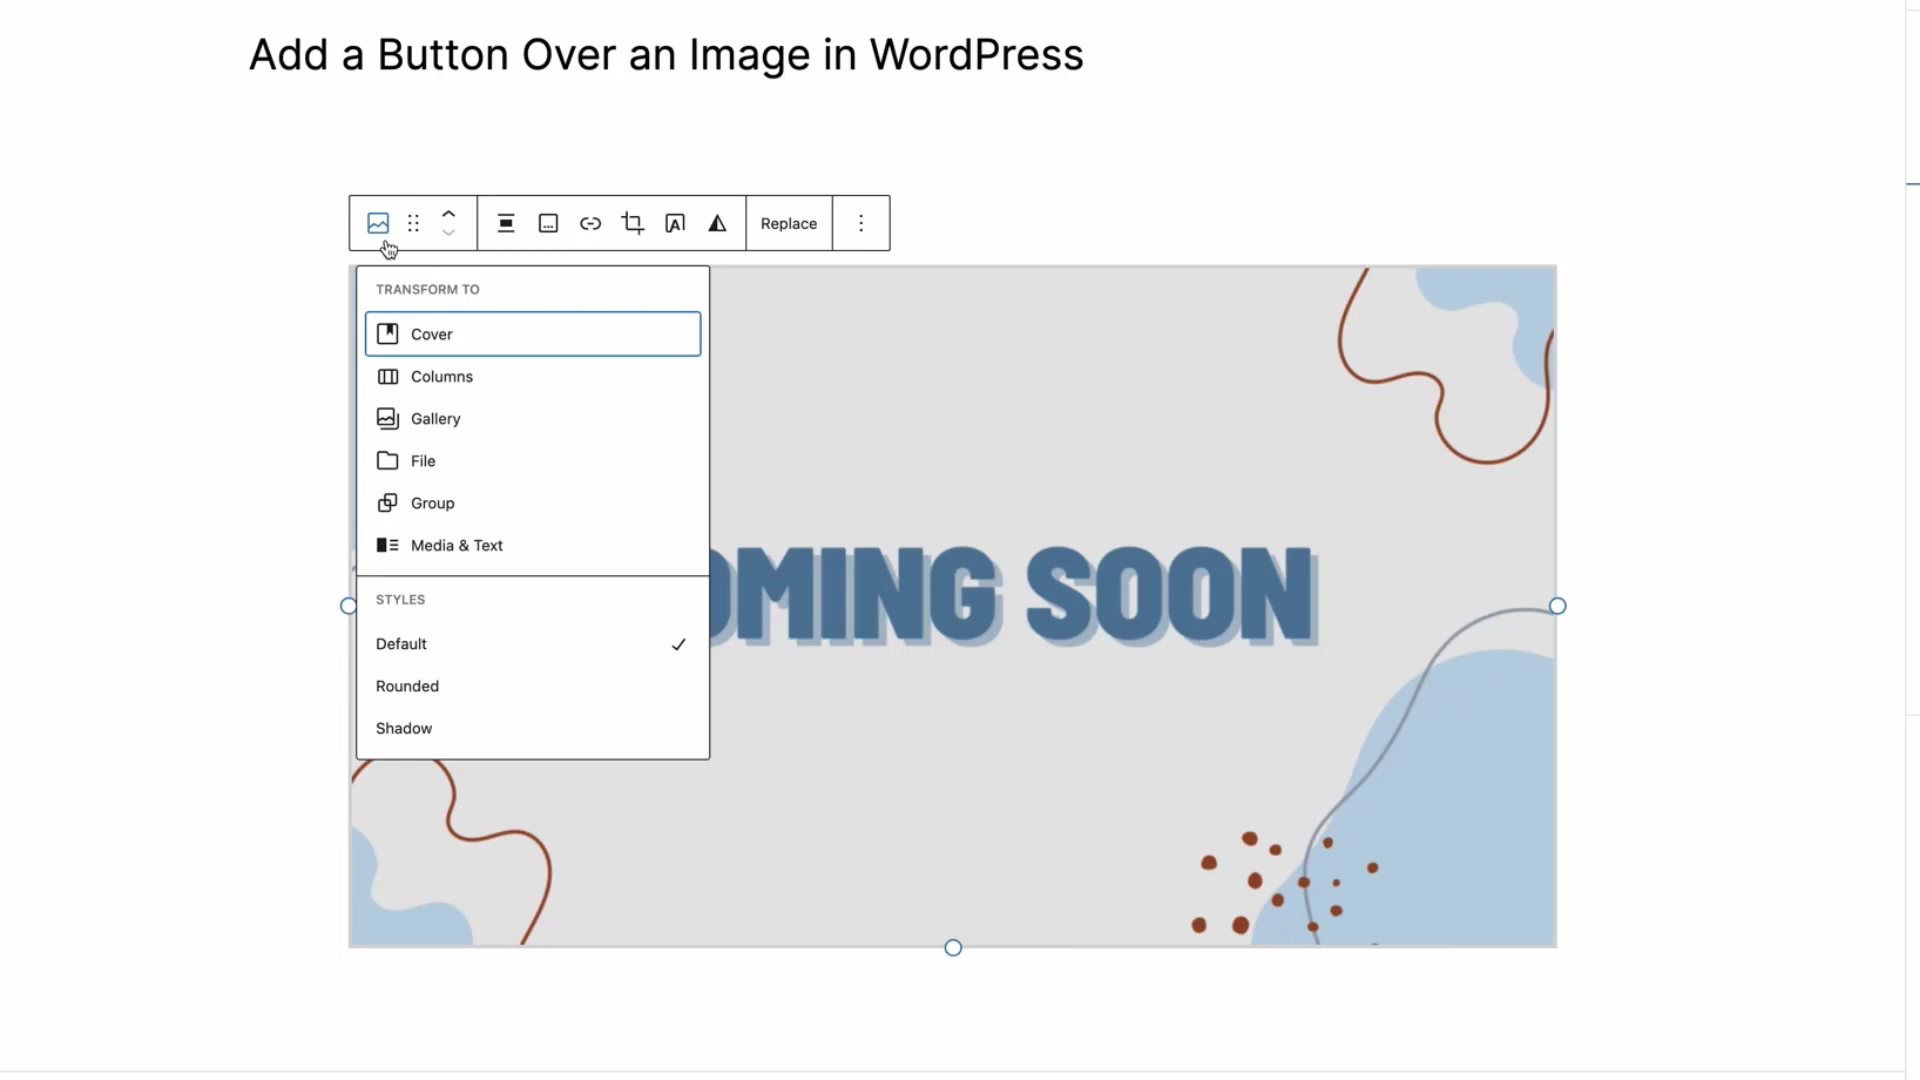 Add a Button Over an Image in WordPress
Replace
TRANSFORM TO
Cover
Columns
Gallery
File
Group
Media & Text
OMING SOON
STYLES
Default
Rounded
Shadow